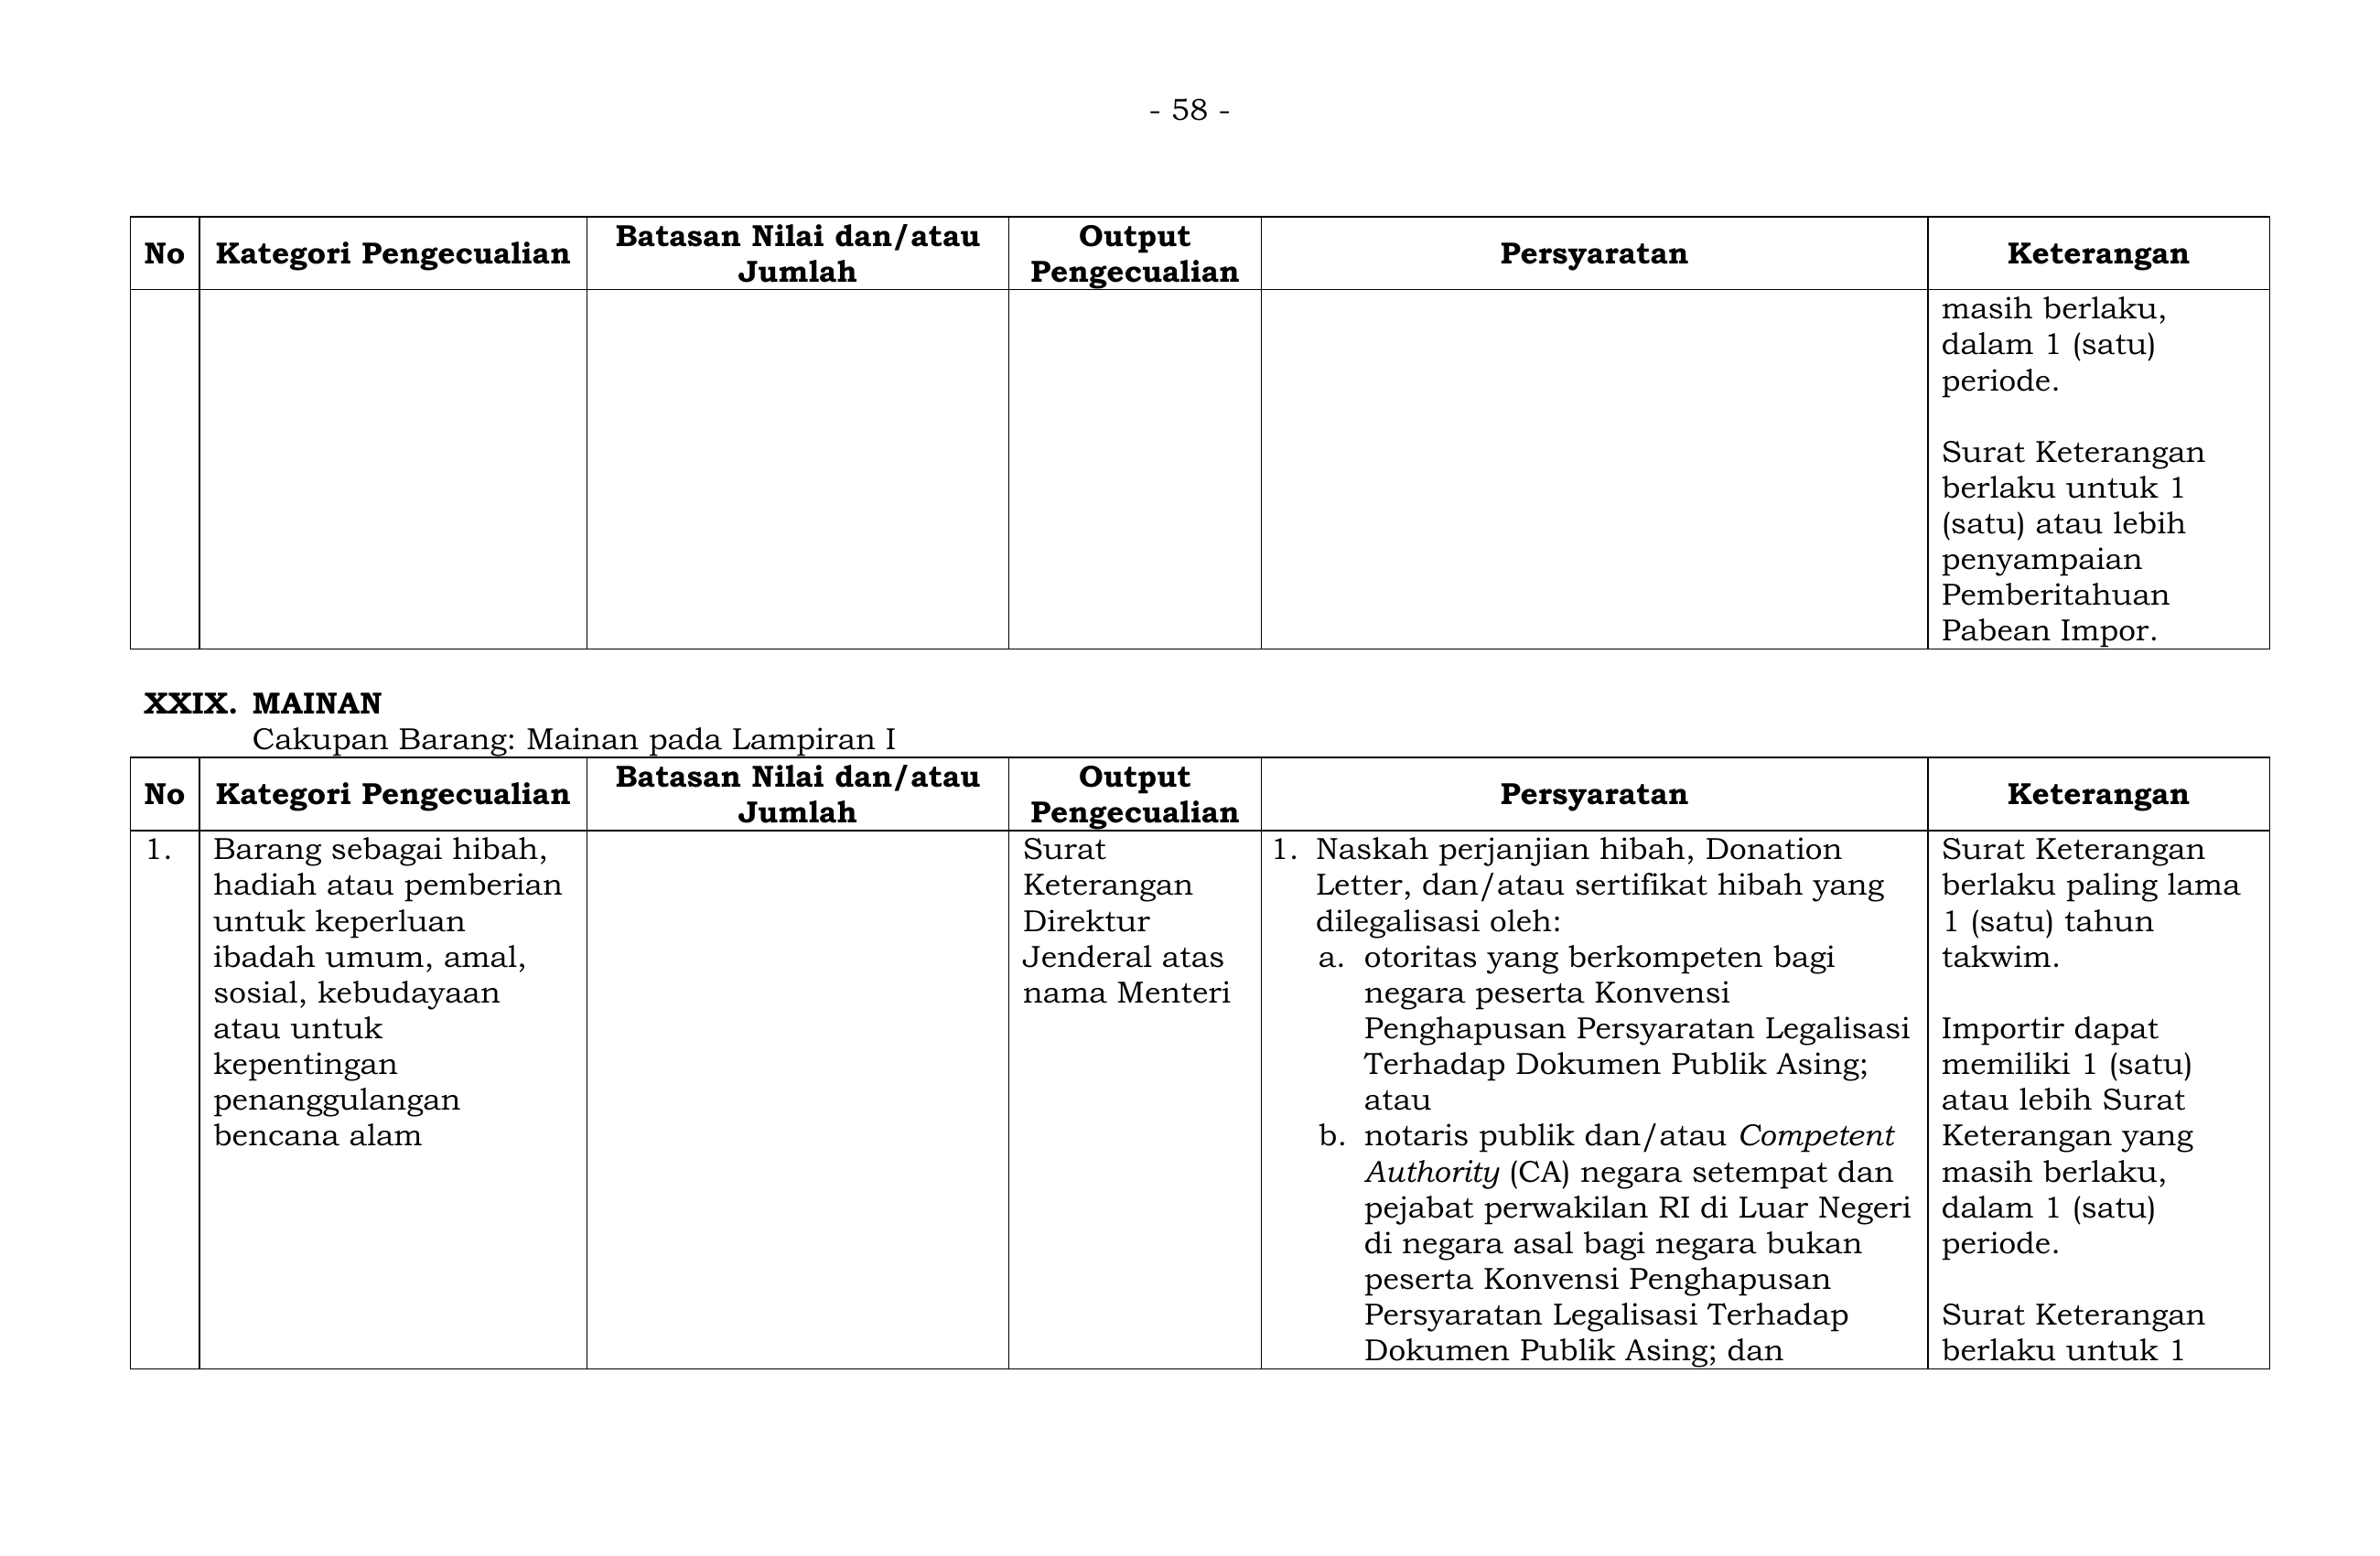 - 58 -
No
Kategori Pengecualian
Batasan Nilai dan/atau
Jumlah
Output
Pengecualian
Persyaratan
Keterangan
masih berlaku,
dalam 1 (satu)
periode.
Surat Keterangan
berlaku untuk 1
(satu) atau lebih
penyampaian
Pemberitahuan
Pabean Impor.
XXIX. MAINAN
Cakupan Barang: Mainan pada Lampiran I
No
Kategori Pengecualian
Batasan Nilai dan/atau
Jumlah
Output
Pengecualian
Persyaratan
Keterangan
1.
Barang sebagai hibah,
hadiah atau pemberian
untuk keperluan
ibadah umum, amal,
sosial, kebudayaan
atau untuk
kepentingan
penanggulangan
bencana alam
Surat
Keterangan
Direktur
Jenderal atas
nama Menteri
1. Naskah perjanjian hibah, Donation
Letter, dan/atau sertifikat hibah yang
dilegalisasi oleh:
a. otoritas yang berkompeten bagi
negara peserta Konvensi
Penghapusan Persyaratan Legalisasi
Terhadap Dokumen Publik Asing;
atau
b. notaris publik dan/atau Competent
Authority (CA) negara setempat dan
pejabat perwakilan RI di Luar Negeri
di negara asal bagi negara bukan
peserta Konvensi Penghapusan
Persyaratan Legalisasi Terhadap
Dokumen Publik Asing; dan
Surat Keterangan
berlaku paling lama
1 (satu) tahun
takwim.
Importir dapat
memiliki 1 (satu)
atau lebih Surat
Keterangan yang
masih berlaku,
dalam 1 (satu)
periode.
Surat Keterangan
berlaku untuk 1